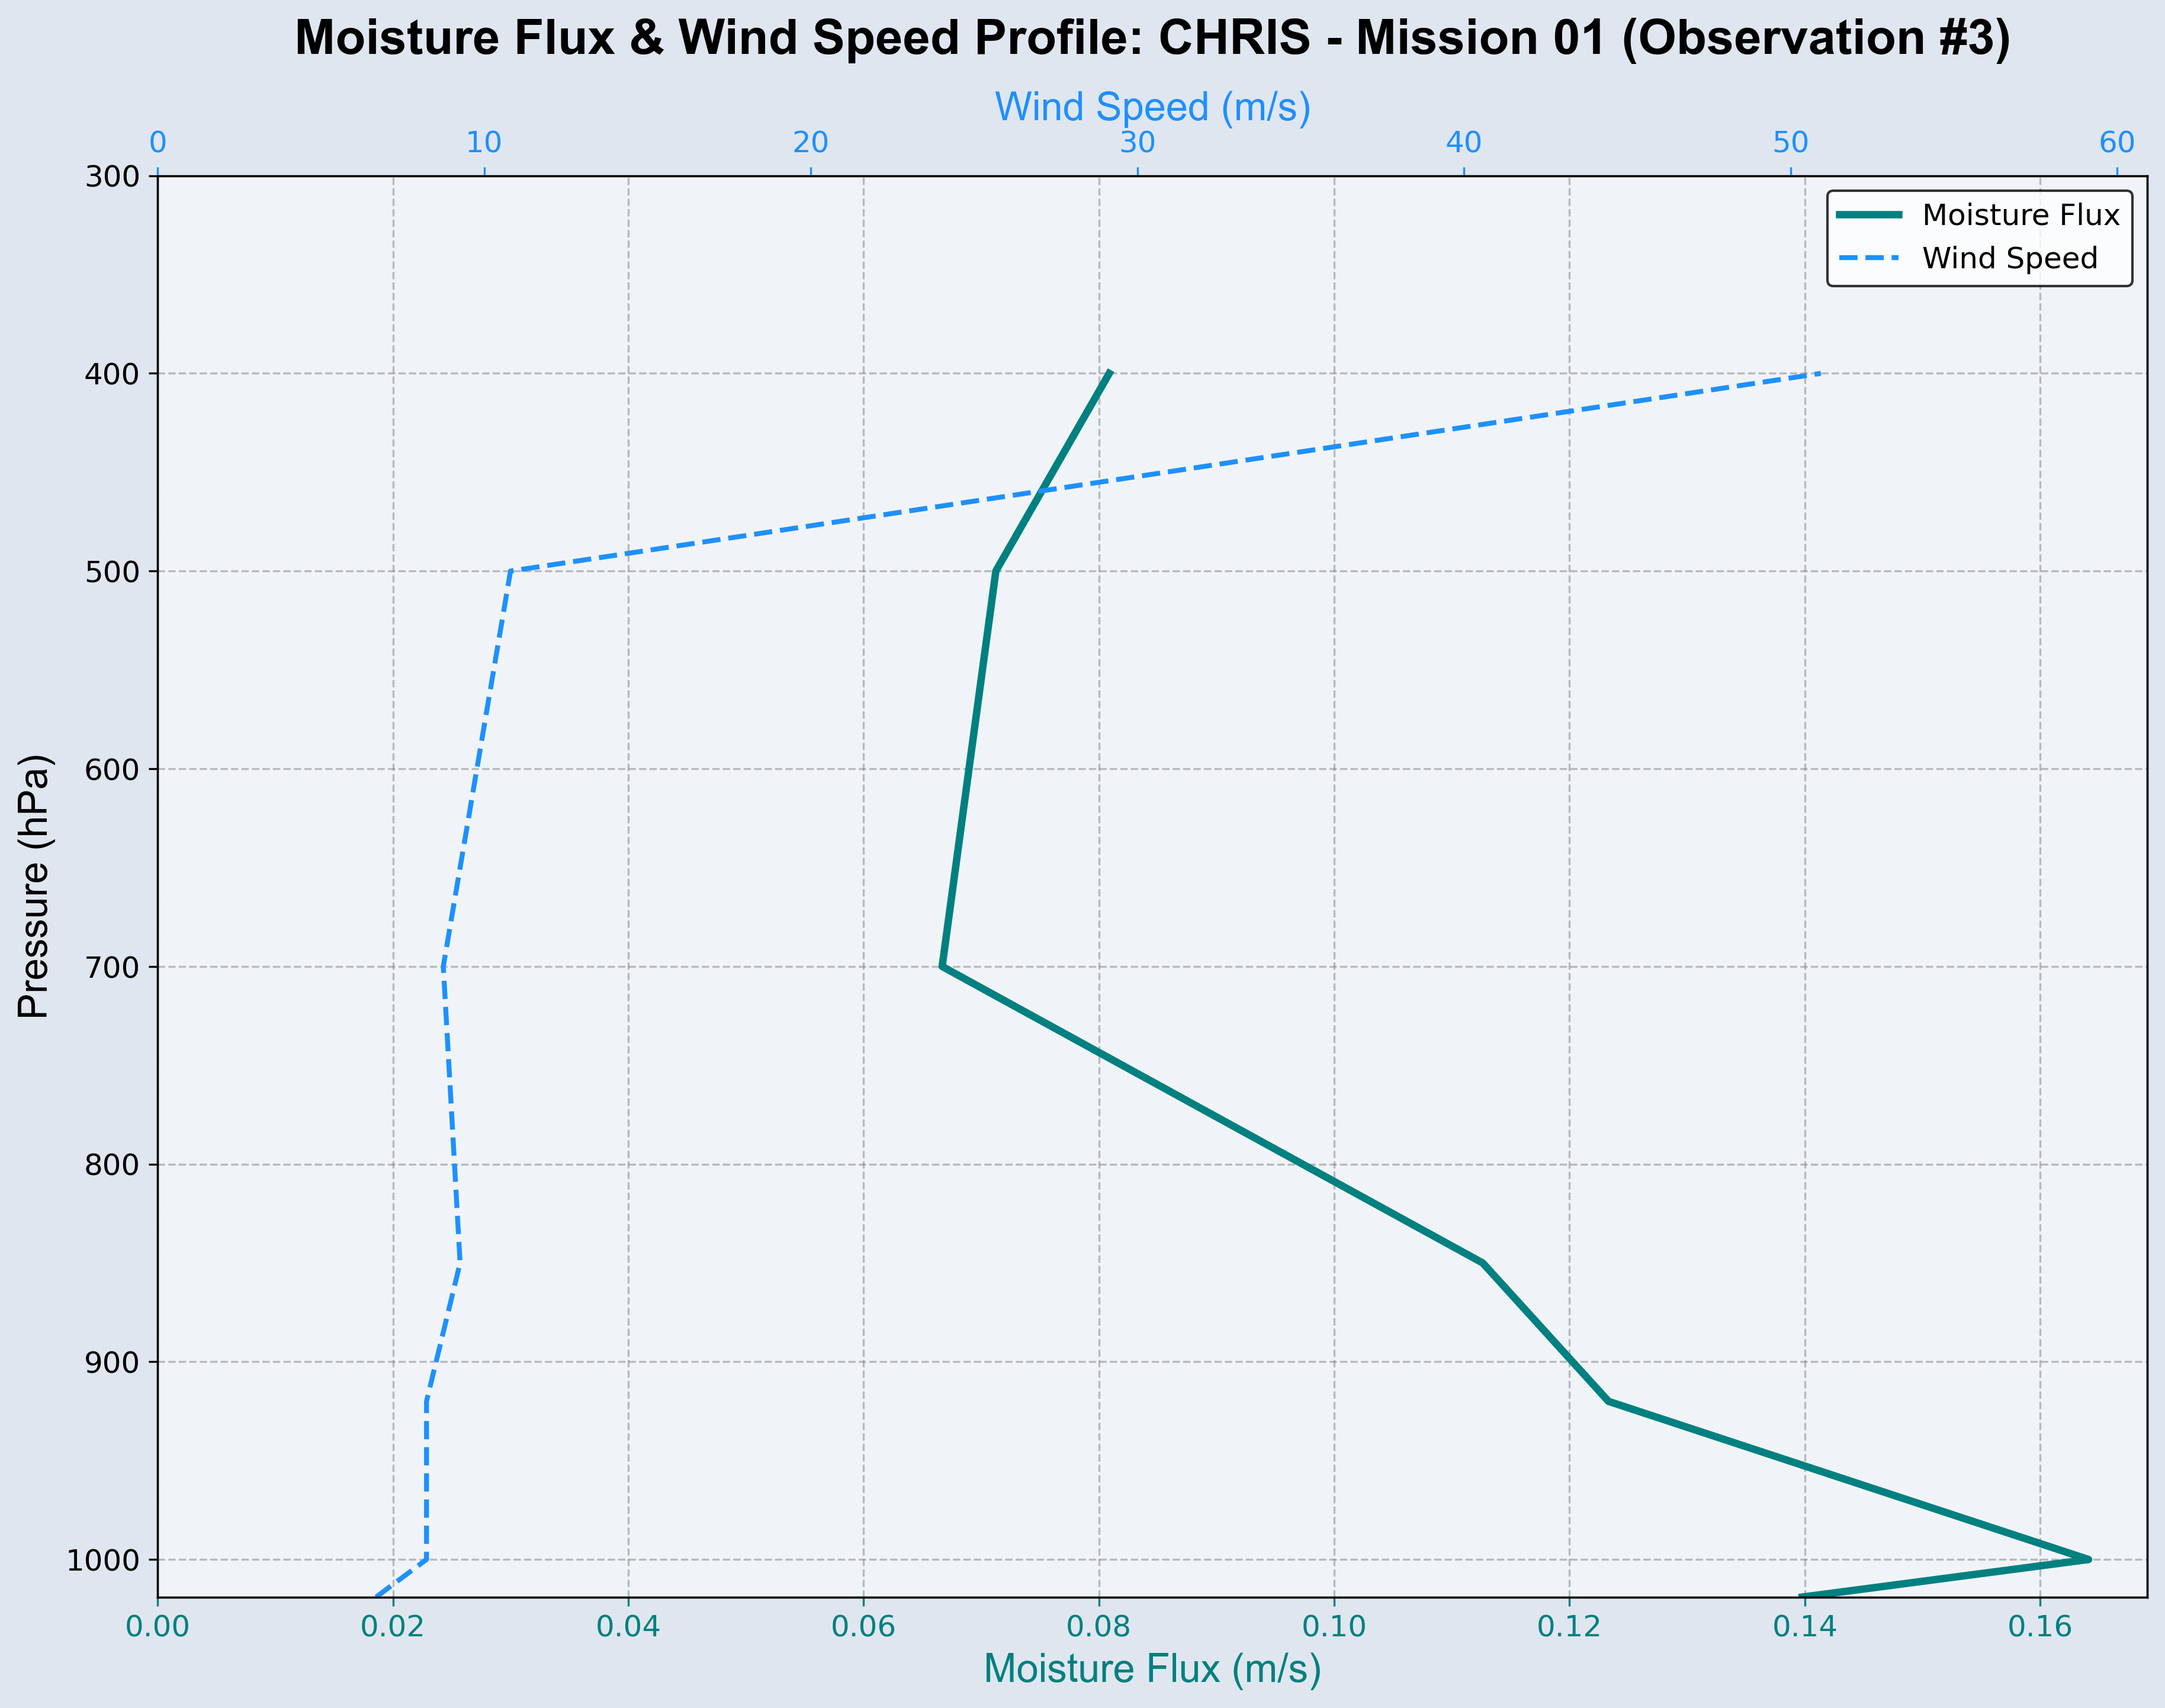 Moisture Flux & Wind Speed Profile: CHRIS - Mission 01 (Observation #3)
Wind Speed (m/s)
0 10 20 30 40 50 60
Moisture Flux
Wind Speed
300
400
500
600
700
800
900
1000
Pressure (hPa)
0.00 0.02 0.04 0.06 0.08 0.10 0.12 0.14 0.16
Moisture Flux (m/s)